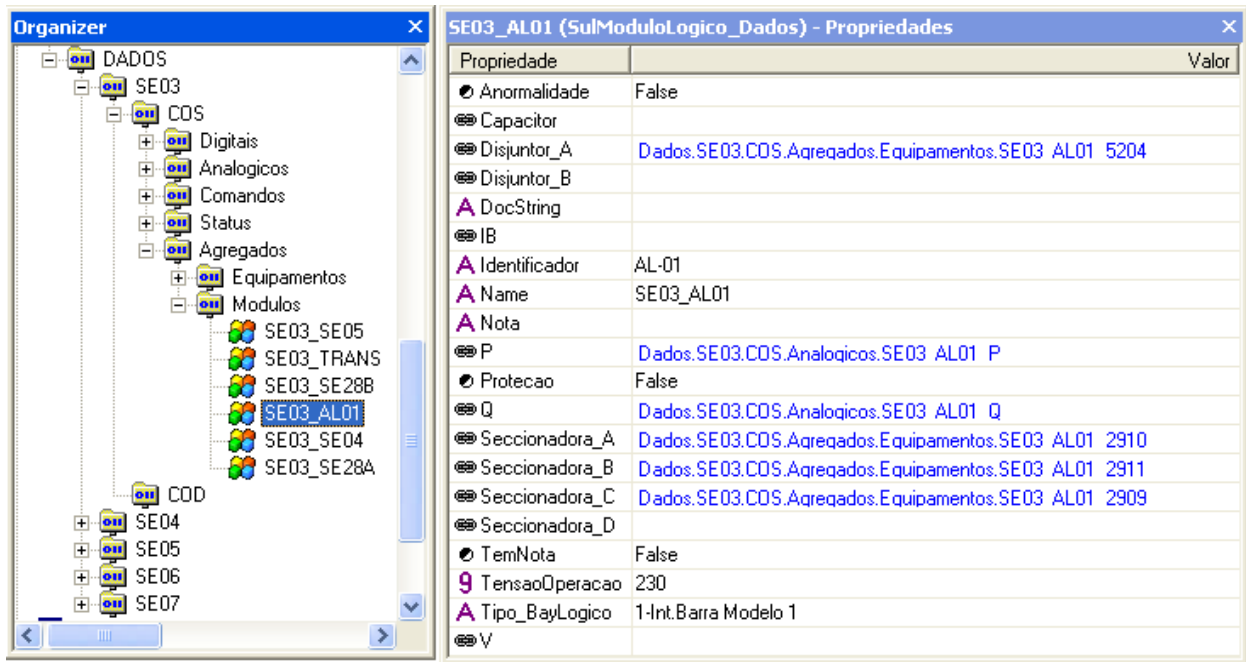 Organizer
DADOS
SE03
COS
Digitais
Analogicos
Comandos
Status
Agregados
Equipamentos
Modulos
SE03_SE05
SE03_TRANS
SE03_SE28B
SE03_AL01
SE03_SE04
SE03_SE28A
COD
SE04
SE05
SE06
SE07
SE03_AL01 (SulModuloLogico_Dados) - Propriedades
Propriedade Valor
Anormalidade False
Capacitor
Disjuntor_A Dados.SE03.COS.Agregados.Equipamentos.SE03_AL01_5204
Disjuntor_B
DocString
IB
Identificador AL-01
Name SE03_AL01
Nota
P Dados.SE03.COS.Analogicos.SE03_AL01_P
Protecao False
Q Dados.SE03.COS.Analogicos.SE03_AL01_Q
Seccionadora_A Dados.SE03.COS.Agregados.Equipamentos.SE03_AL01_2910
Seccionadora_B Dados.SE03.COS.Agregados.Equipamentos.SE03_AL01_2911
Seccionadora_C Dados.SE03.COS.Agregados.Equipamentos.SE03_AL01_2909
Seccionadora_D
TemNota False
TensaoOperacao 230
Tipo_BayLogico 1-Int.Barra Modelo 1
V